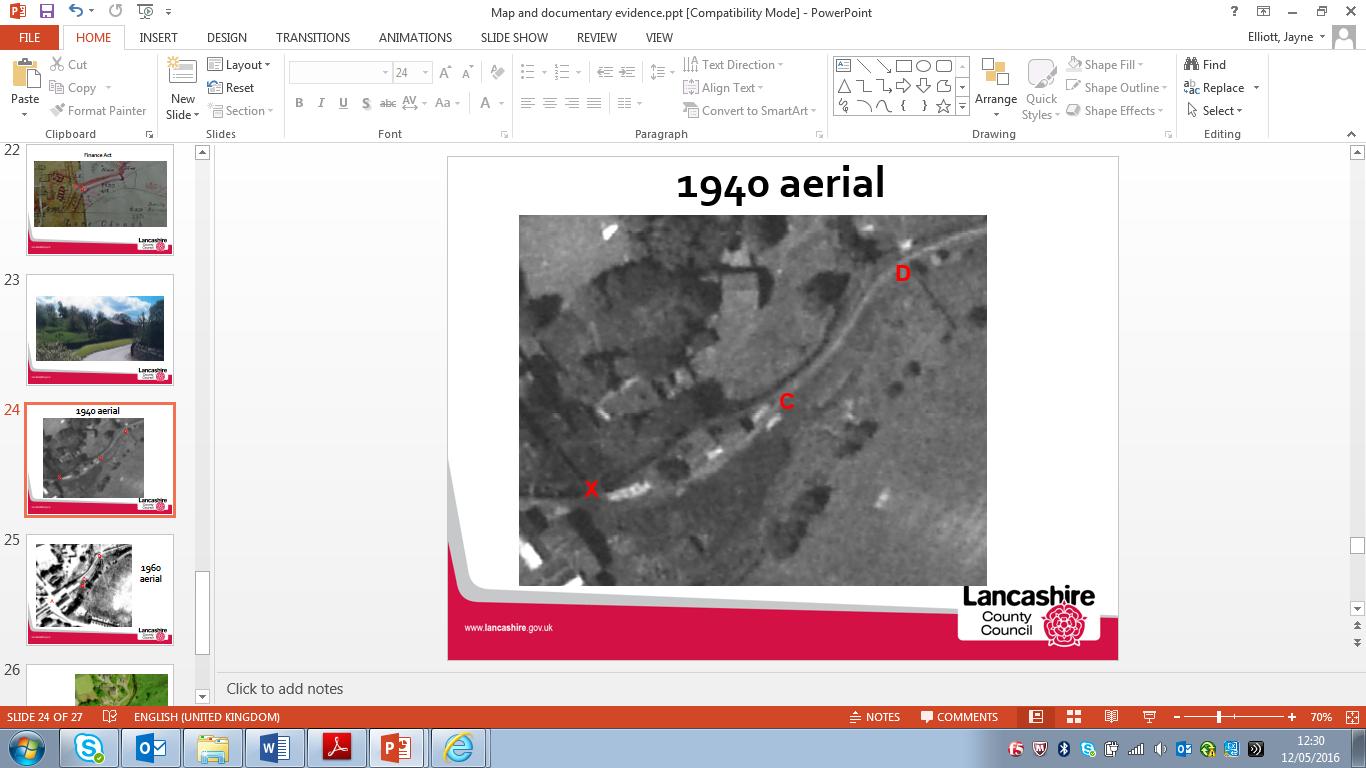 Map and documentary evidence.ppt [Compatibility Mode] - PowerPoint
?
FILE HOME INSERT DESIGN TRANSITIONS ANIMATIONS SLIDE SHOW REVIEW VIEW
Elliott, Jayne
Paste
Cut
Copy
Format Painter
Clipboard
New
Slide
Layout
Reset
Section
Slides
24
B I U S abc AV Aa A
Font
Text Direction
Align Text
Convert to SmartArt
Paragraph
Arrange
Quick
Styles
Shape Fill
Shape Outline
Shape Effects
Drawing
Find
Replace
Select
Editing
22
Finance Act
23
24
1940 aerial
25
1960
aerial
26
1940 aerial
D
C
X
www.lancashire.gov.uk
Lancashire
County
Council
Click to add notes
SLIDE 24 OF 27
ENGLISH (UNITED KINGDOM)
NOTES
COMMENTS
70%
12:30
12/05/2016